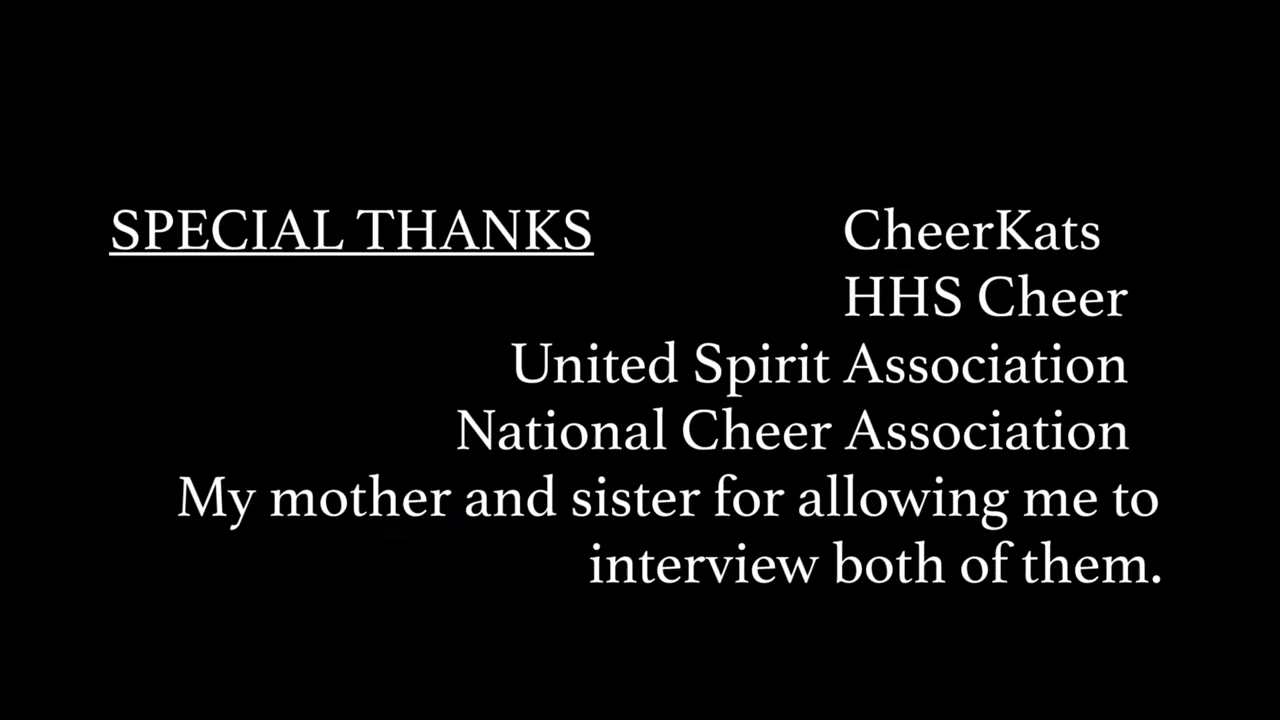 SPECIAL THANKS CheerKats
HHS Cheer
United Spirit Association
National Cheer Association
My mother and sister for allowing me to
interview both of them.